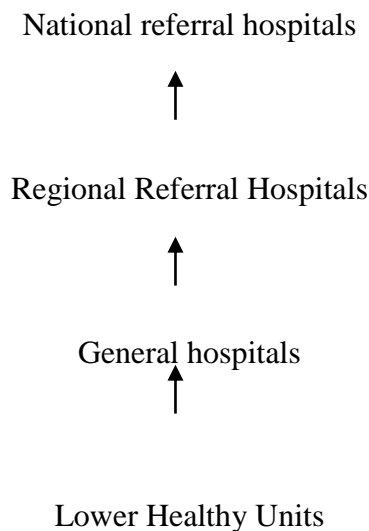 National referral hospitals
Regional Referral Hospitals
General hospitals
Lower Healthy Units